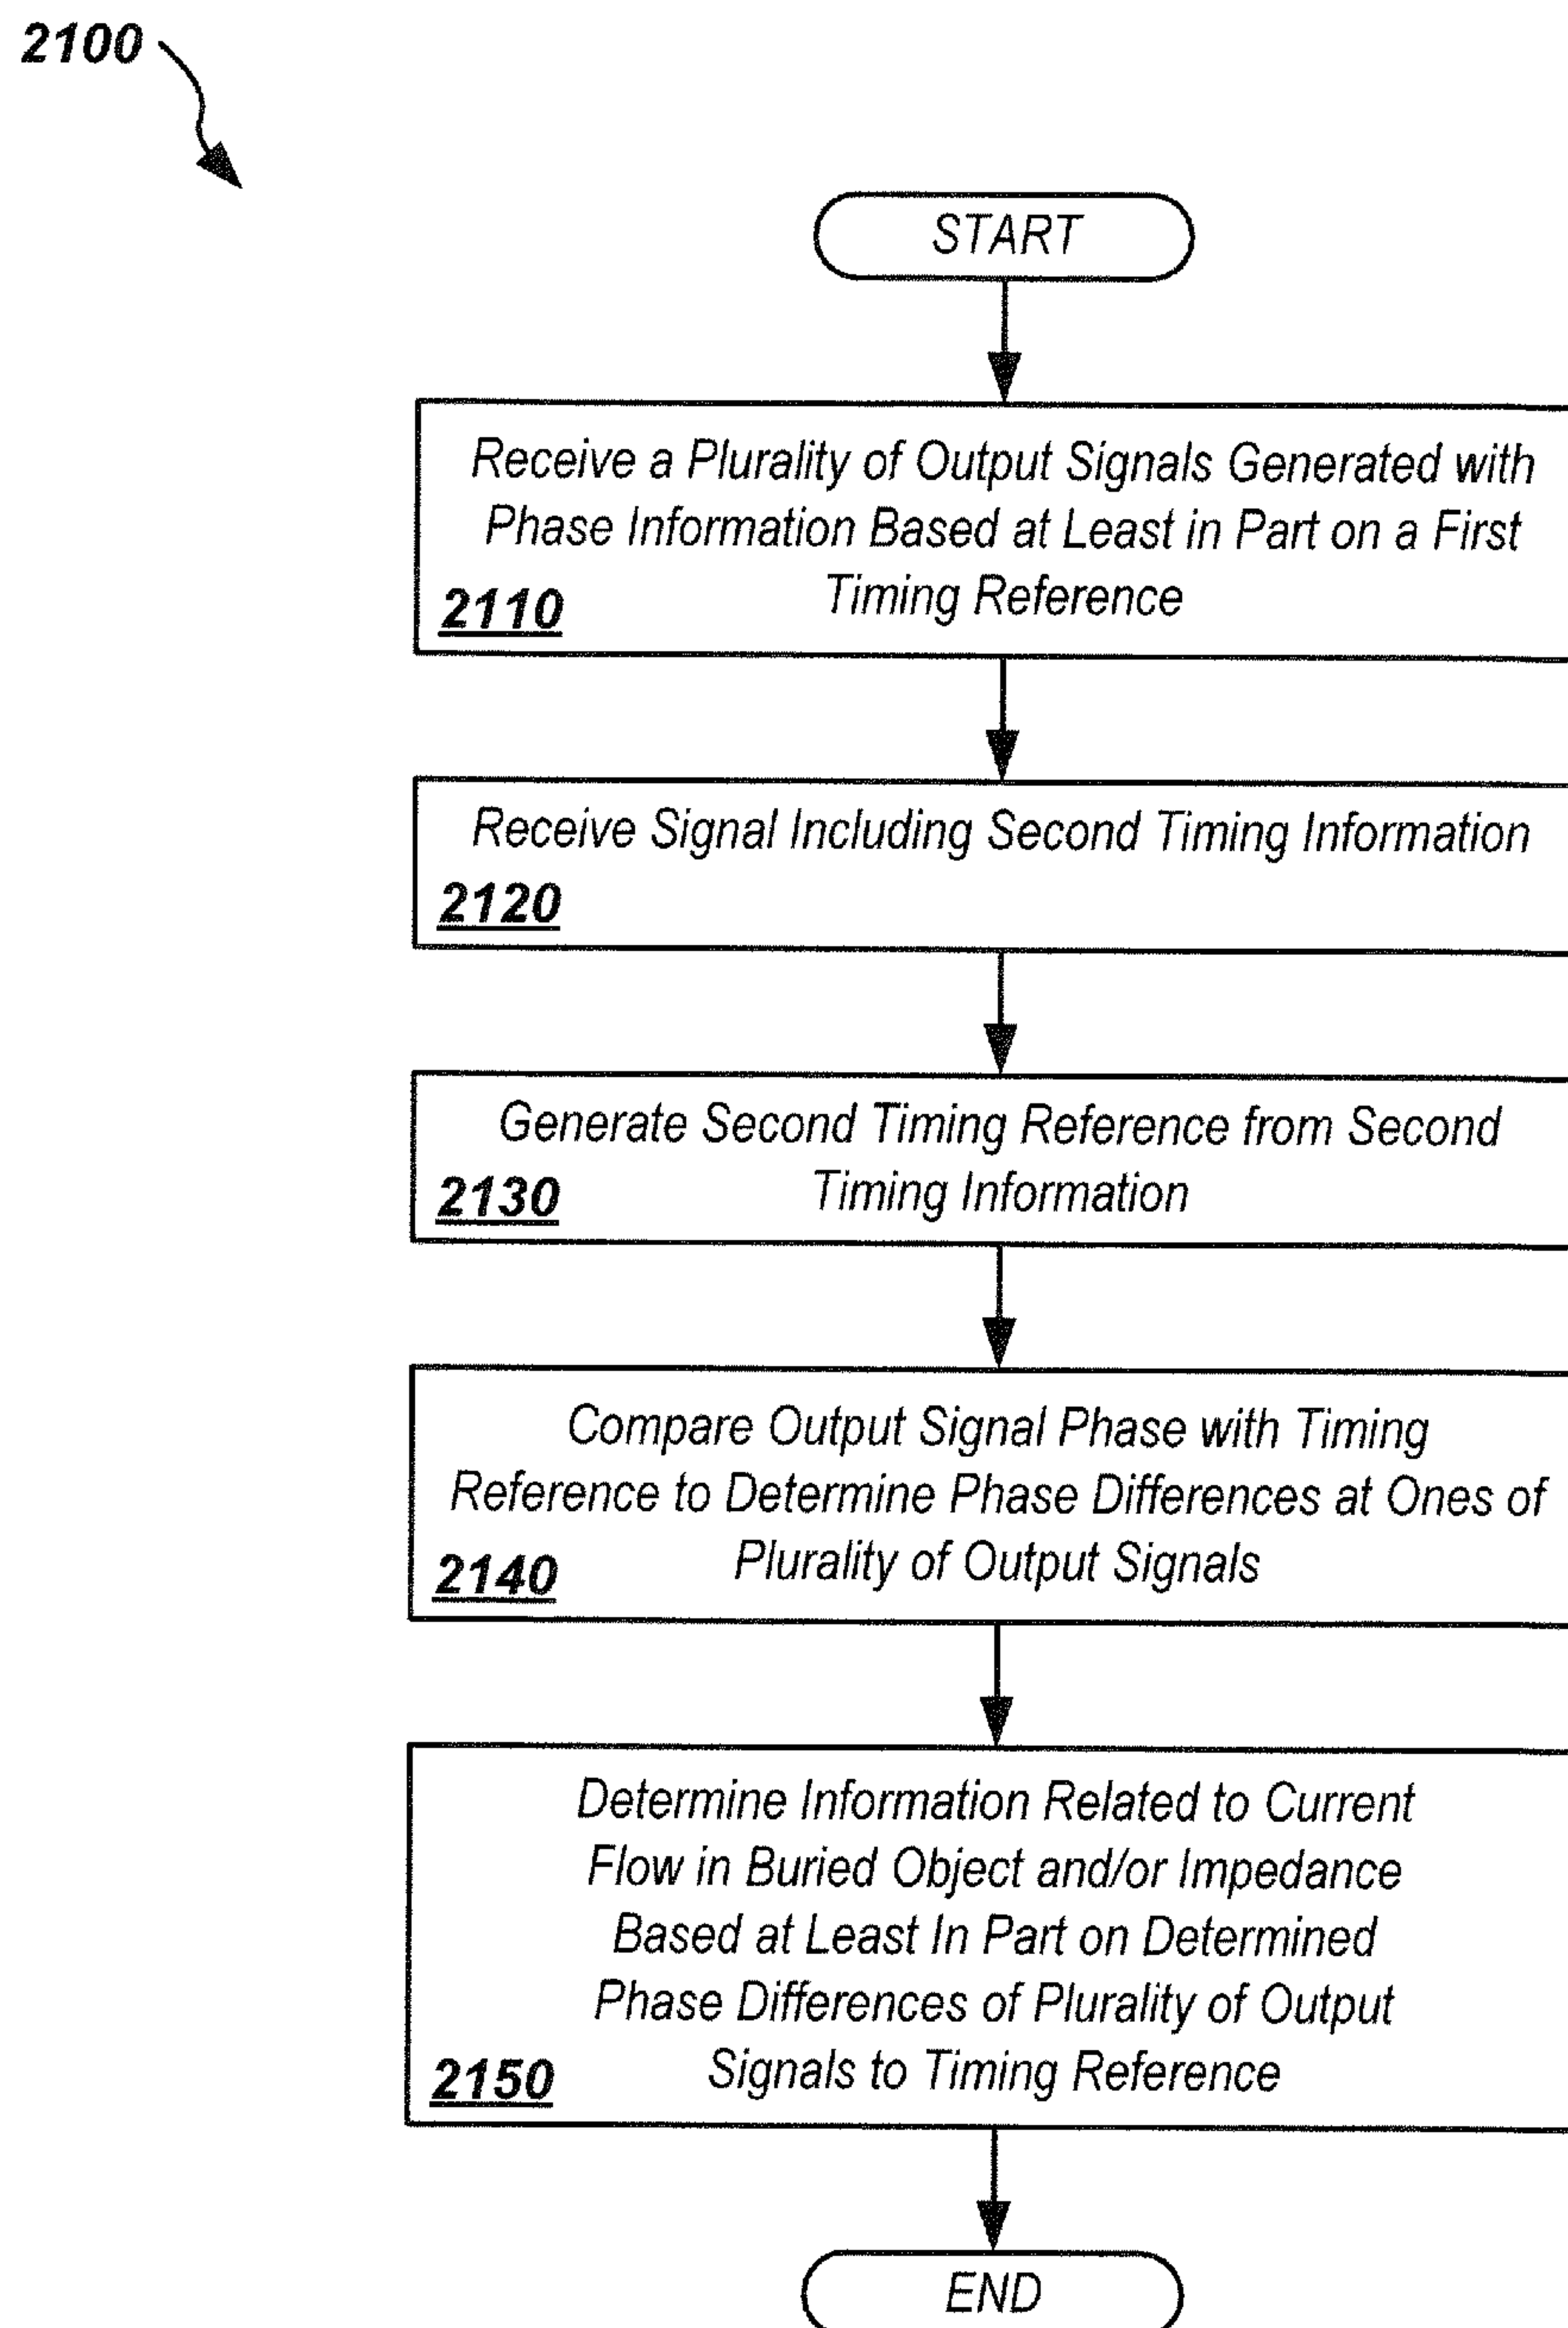 2100
START
Receive a Plurality of Output Signals Generated with
Phase Information Based at Least in Part on a First
Timing Reference
2110
Receive Signal Including Second Timing Information
2120
Generate Second Timing Reference from Second
Timing Information
2130
Compare Output Signal Phase with Timing
Reference to Determine Phase Differences at Ones of
Plurality of Output Signals
2140
Determine Information Related to Current
Flow in Buried Object and/or Impedance
Based at Least In Part on Determined
Phase Differences of Plurality of Output
Signals to Timing Reference
2150
END